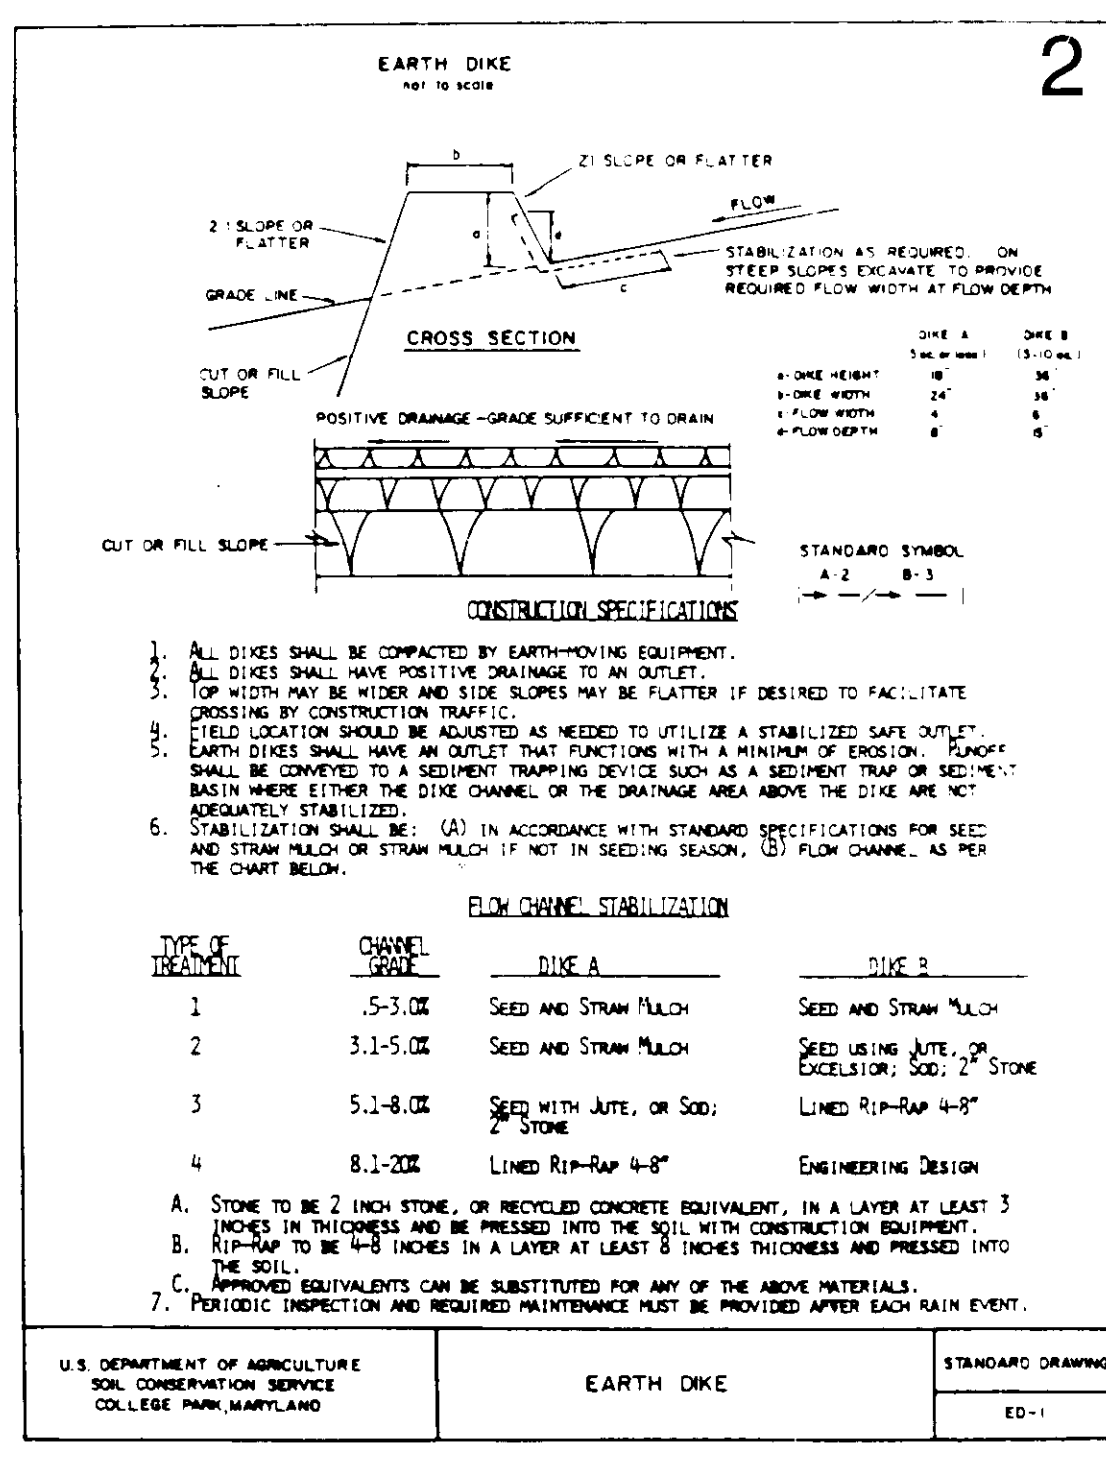 2
EARTH DIKE
not to scale
b
2:1 SLOPE OR FLATTER
FLOW
2:1 SLOPE OR
FLATTER
a
STABILIZATION AS REQUIRED. ON
STEEP SLOPES EXCAVATE TO PROVIDE
REQUIRED FLOW WIDTH AT FLOW DEPTH
c
GRADE LINE
CROSS SECTION
CUT OR FILL
SLOPE
DIKE A DIKE B
(5-10 ac.)
a-DIKE HEIGHT 18" 36"
b-DIKE WIDTH 24" 36"
c-FLOW WIDTH 4' 6'
d-FLOW DEPTH 8" 15"
POSITIVE DRAINAGE -GRADE SUFFICIENT TO DRAIN
CUT OR FILL SLOPE
STANDARD SYMBOL
A-2 B-3
CONSTRUCTION SPECIFICATIONS
1. ALL DIKES SHALL BE COMPACTED BY EARTH-MOVING EQUIPMENT.
2. ALL DIKES SHALL HAVE POSITIVE DRAINAGE TO AN OUTLET.
3. TOP WIDTH MAY BE WIDER AND SIDE SLOPES MAY BE FLATTER IF DESIRED TO FACILITATE
CROSSING BY CONSTRUCTION TRAFFIC.
4. FIELD LOCATION SHOULD BE ADJUSTED AS NEEDED TO UTILIZE A STABILIZED SAFE OUTLET.
5. EARTH DIKES SHALL HAVE AN OUTLET THAT FUNCTIONS WITH A MINIMUM OF EROSION. RUNOFF
SHALL BE CONVEYED TO A SEDIMENT TRAPPING DEVICE SUCH AS A SEDIMENT TRAP OR SEDIMENT
BASIN WHERE EITHER THE DIKE CHANNEL OR THE DRAINAGE AREA ABOVE THE DIKE ARE NOT
ADEQUATELY STABILIZED.
6. STABILIZATION SHALL BE: (A) IN ACCORDANCE WITH STANDARD SPECIFICATIONS FOR SEED
AND STRAW MULCH OR STRAW MULCH IF NOT IN SEEDING SEASON, (B) FLOW CHANNEL AS PER
THE CHART BELOW.
FLOW CHANNEL STABILIZATION
TYPE OF CHANNEL
TREATMENT GRADE DIKE A DIKE B
1 .5-3.0% SEED AND STRAW MULCH SEED AND STRAW MULCH
2 3.1-5.0% SEED AND STRAW MULCH SEED USING JUTE, OR
EXCELSIOR; SOD; 2" STONE
3 5.1-8.0% SEED WITH JUTE, OR SOD; LINED RIP-RAP 4-8"
2" STONE
4 8.1-20% LINED RIP-RAP 4-8" ENGINEERING DESIGN
A. STONE TO BE 2 INCH STONE, OR RECYCLED CONCRETE EQUIVALENT, IN A LAYER AT LEAST 3
INCHES IN THICKNESS AND BE PRESSED INTO THE SOIL WITH CONSTRUCTION EQUIPMENT.
B. RIP-RAP TO BE 4-8 INCHES IN A LAYER AT LEAST 8 INCHES THICKNESS AND PRESSED INTO
THE SOIL.
C. APPROVED EQUIVALENTS CAN BE SUBSTITUTED FOR ANY OF THE ABOVE MATERIALS.
7. PERIODIC INSPECTION AND REQUIRED MAINTENANCE MUST BE PROVIDED AFTER EACH RAIN EVENT.
U.S. DEPARTMENT OF AGRICULTURE
SOIL CONSERVATION SERVICE
COLLEGE PARK, MARYLAND
EARTH DIKE
STANDARD DRAWING
ED-1